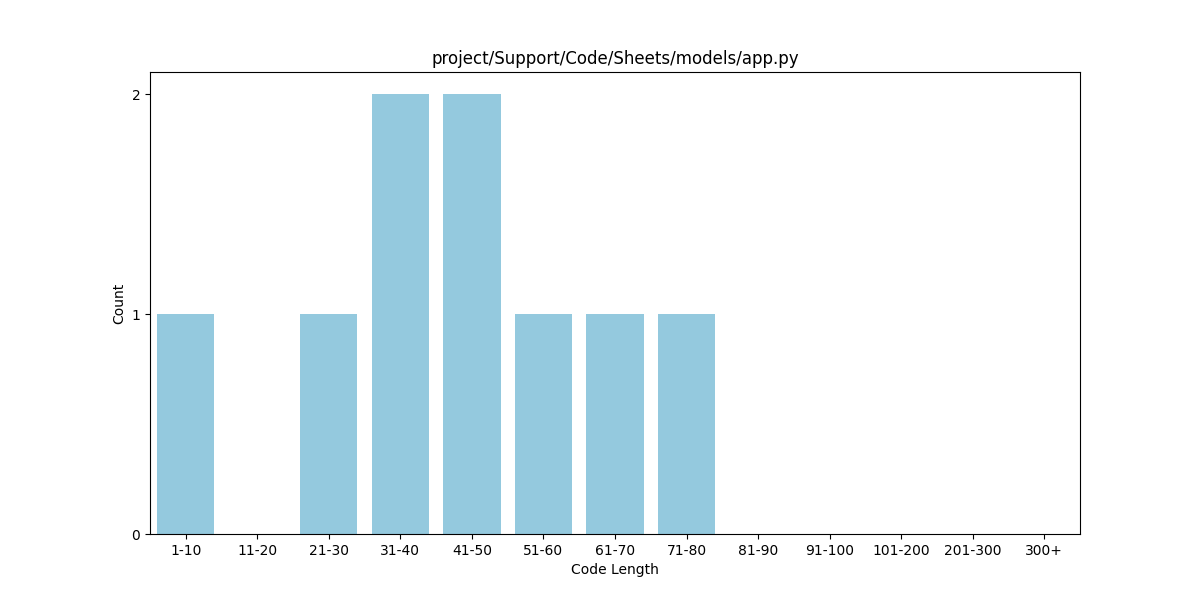 project/Support/Code/Sheets/models/app.py
2
1
0
Count
1-10 11-20 21-30 31-40 41-50 51-60 61-70 71-80 81-90 91-100 101-200 201-300 300+
Code Length